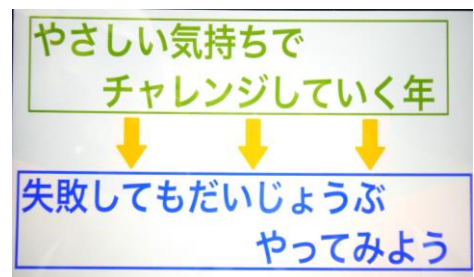 やさしい気持ちで
チャレンジしていく年
失敗してもだいじょうぶ
やってみよう